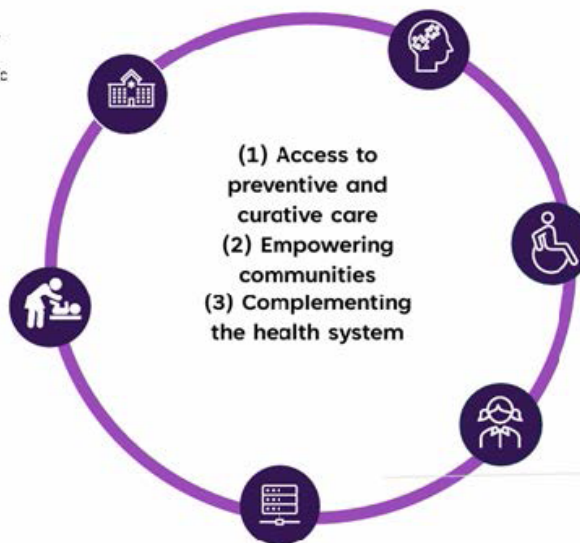 (1) Access to
preventive and
curative care
(2) Empowering
communities
(3) Complementing
the health system